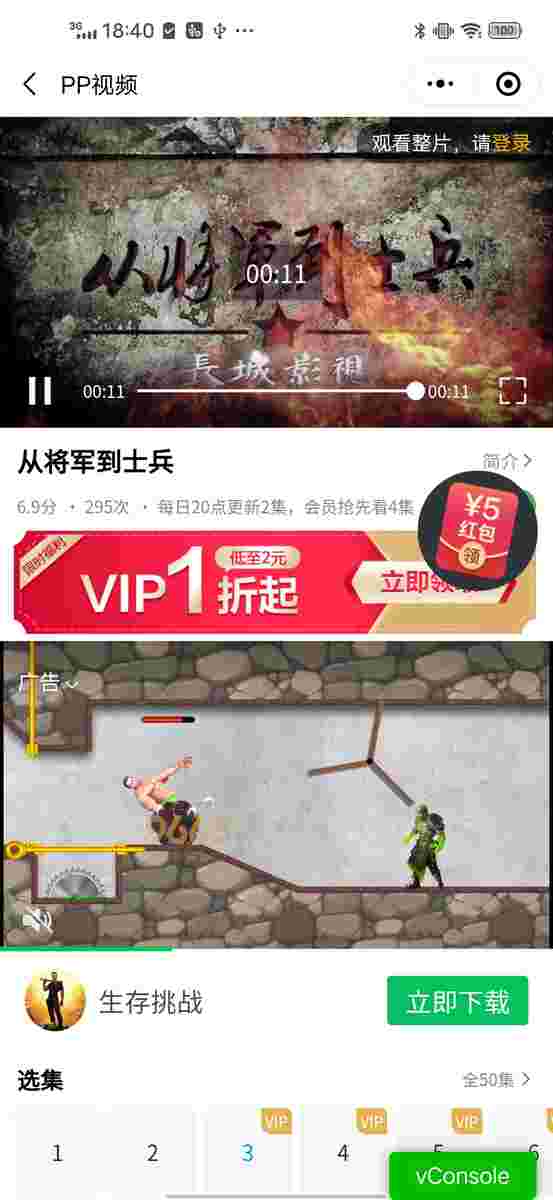 3G 18:40 100
PP视频
观看整片，请登录
从将军到士兵
00:11
長城影視
00:11 00:11
从将军到士兵 简介
6.9分 · 295次 · 每日20点更新2集，会员抢先看4集
¥5
红包
领
限时福利
VIP1折起
低至2元
立即领
广告
生存挑战 立即下载
选集 全50集
VIP VIP VIP
1 2 3 4 5 6
vConsole